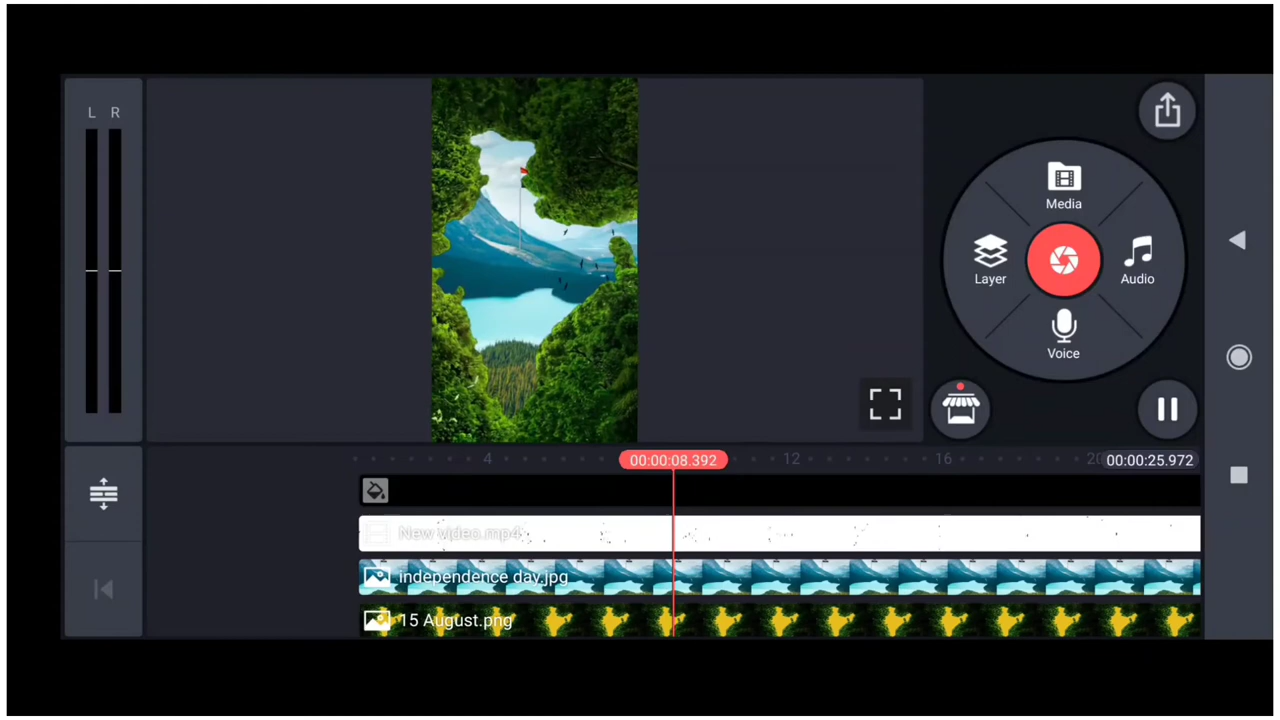 L R
Media
Layer
Audio
Voice
4
00:00:08.392
12
16
20
00:00:25.972
New video.mp4
independence day.jpg
15 August.png